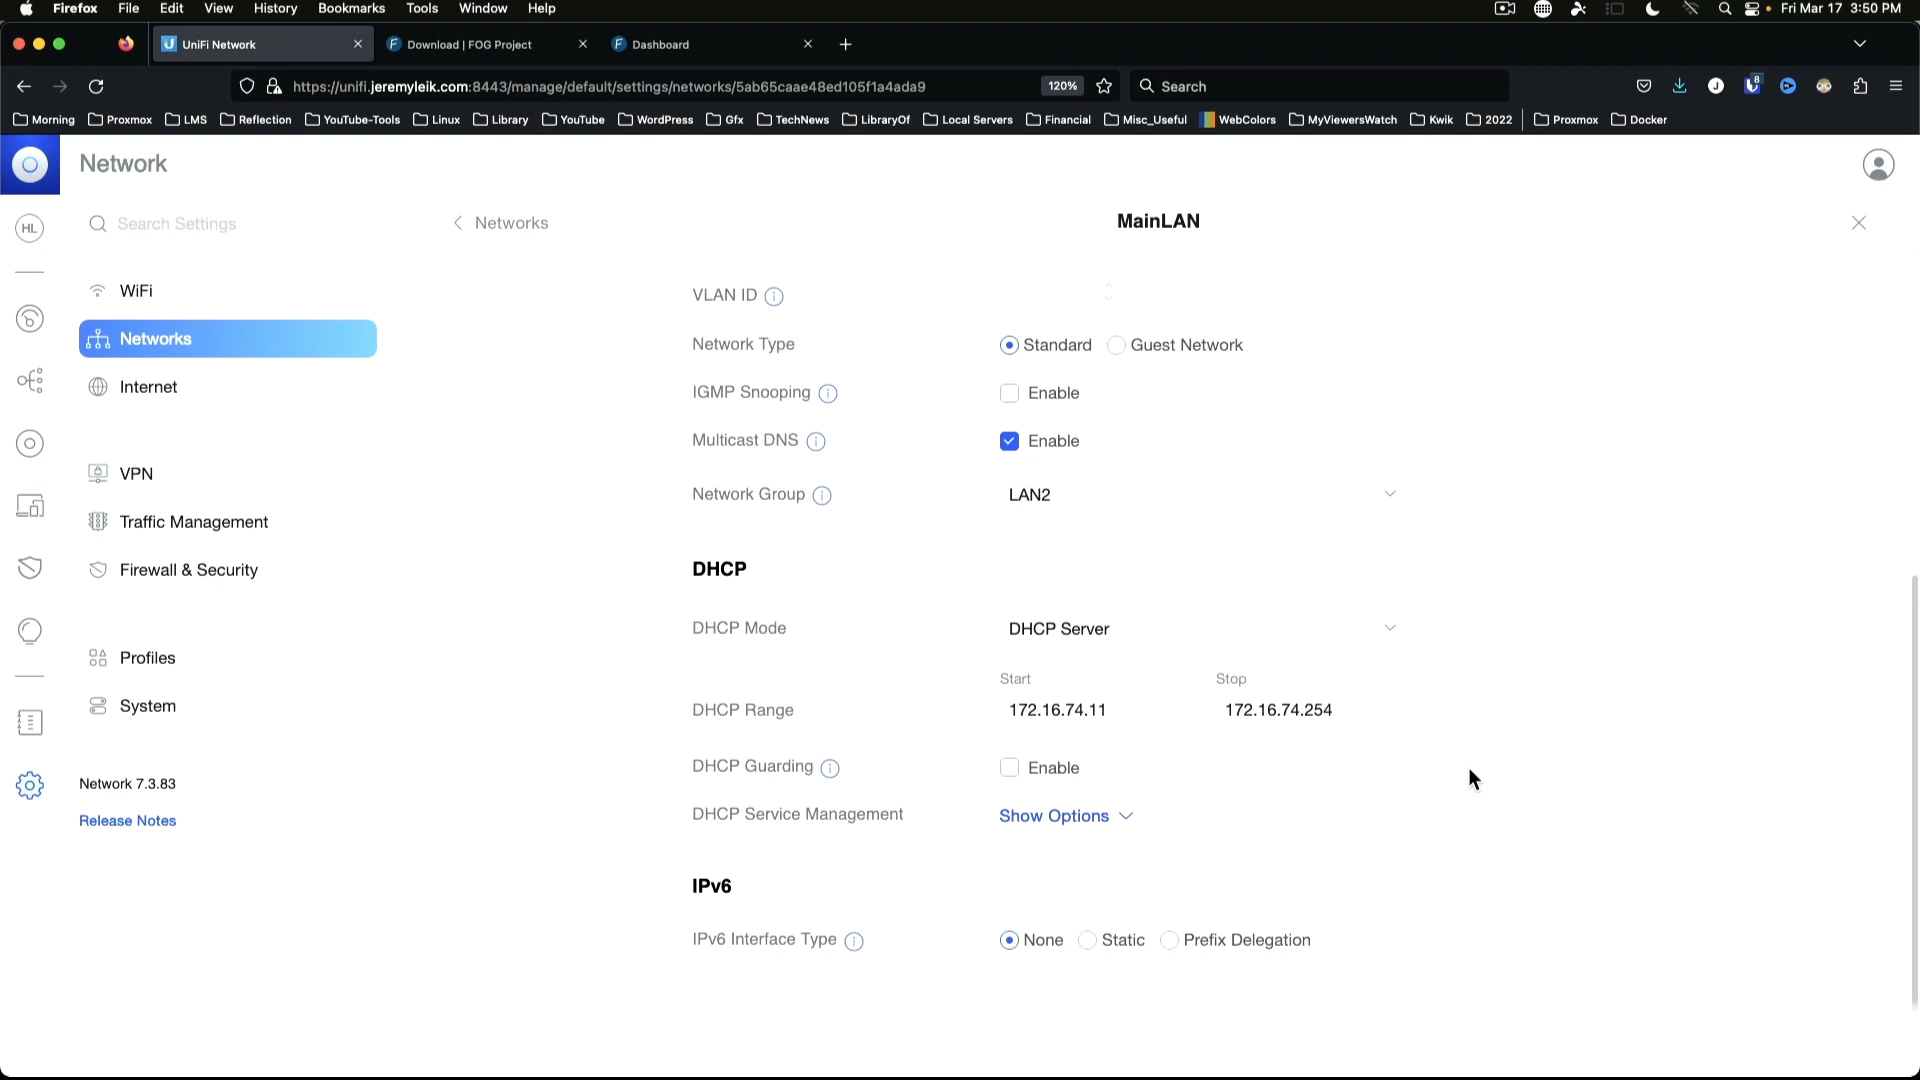 Firefox File Edit View History Bookmarks Tools Window Help Fri Mar 17 3:50 PM
UniFi Network Download | FOG Project Dashboard
https://unifi.jeremyleik.com:8443/manage/default/settings/networks/5ab65caae48ed105f1a4ada9 120% Search
Morning Proxmox LMS Reflection YouTube-Tools Linux Library YouTube WordPress Gfx TechNews LibraryOf Local Servers Financial Misc_Useful WebColors MyViewersWatch Kwik 2022 Proxmox Docker
Network
HL
Search Settings
WiFi
Networks
Internet
VPN
Traffic Management
Firewall & Security
Profiles
System
Network 7.3.83
Release Notes
Networks
MainLAN
VLAN ID
Network Type Standard Guest Network
IGMP Snooping Enable
Multicast DNS Enable
Network Group LAN2
DHCP
DHCP Mode DHCP Server
Start Stop
DHCP Range 172.16.74.11 172.16.74.254
DHCP Guarding Enable
DHCP Service Management Show Options
IPv6
IPv6 Interface Type None Static Prefix Delegation